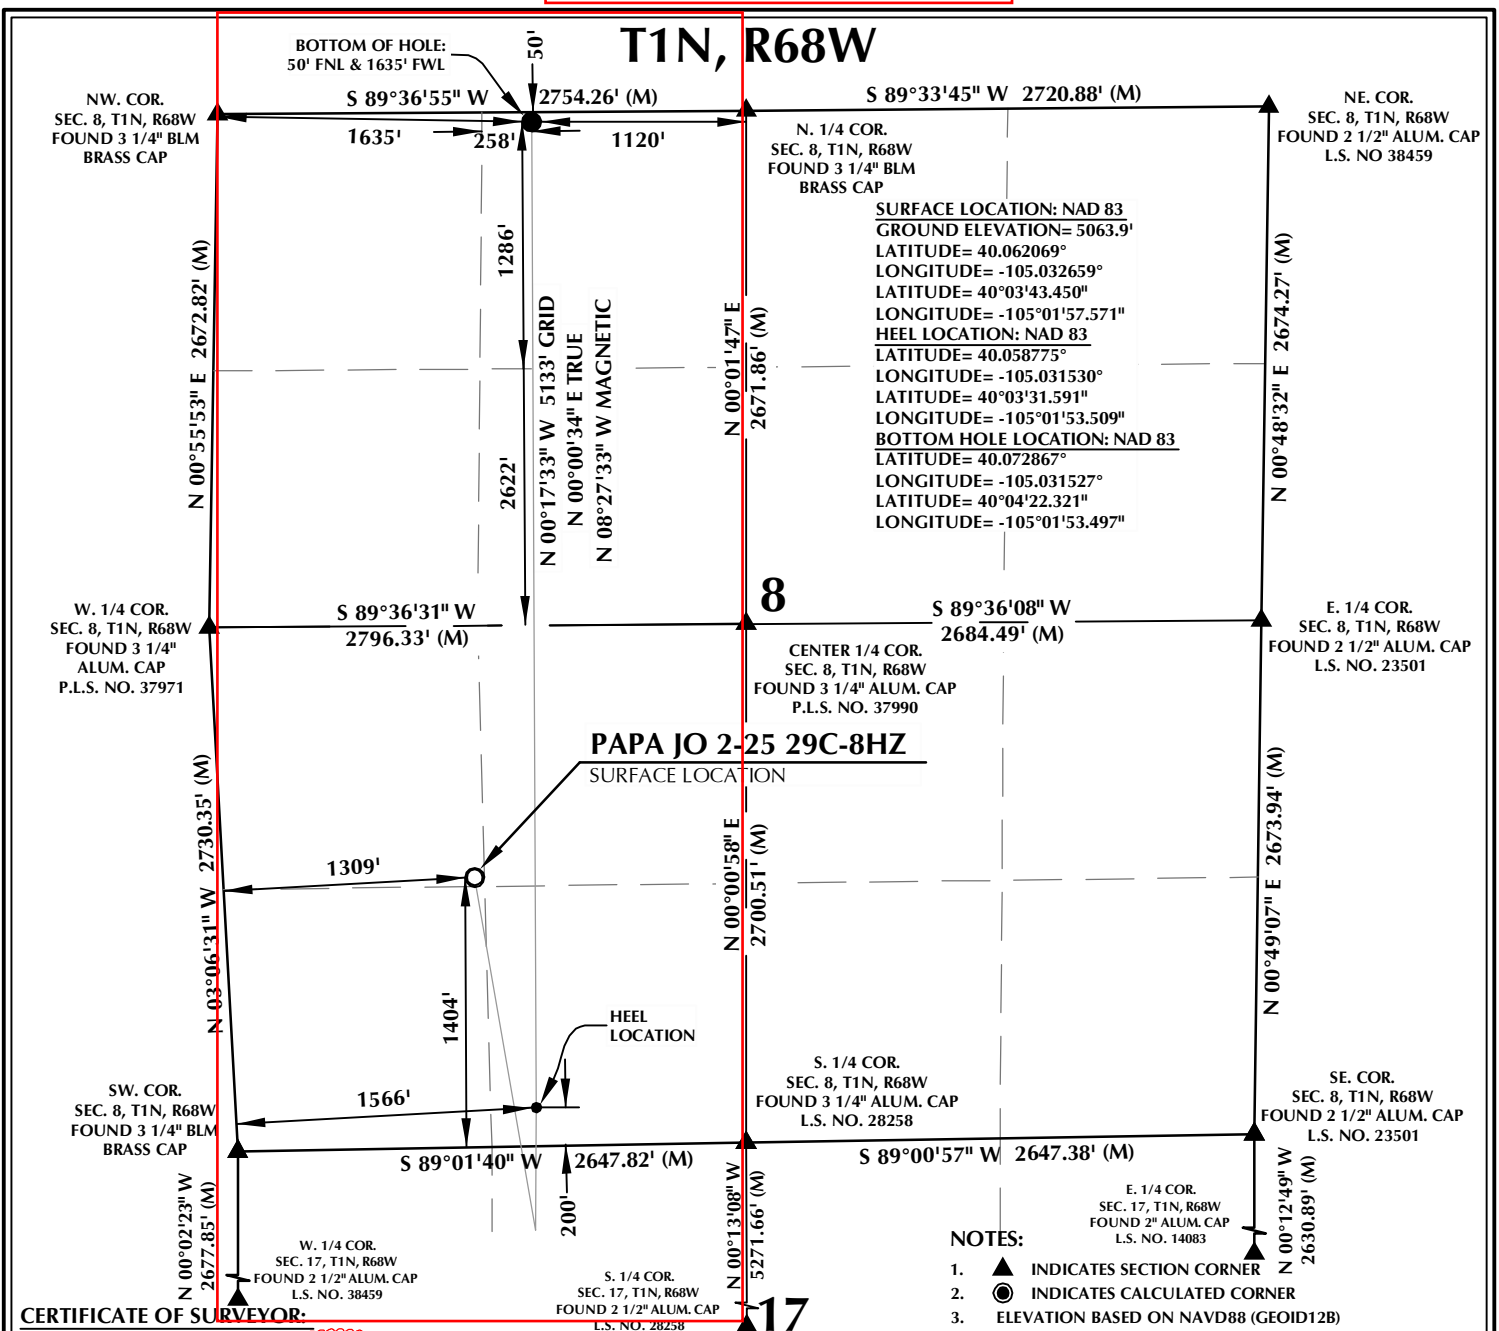 T1N, R68W
BOTTOM OF HOLE:
50' FNL & 1635' FWL
50'
NW. COR.
SEC. 8, T1N, R68W
FOUND 3 1/4" BLM
BRASS CAP
S 89°36'55" W 2754.26' (M)
1635'
258'
1120'
S 89°33'45" W 2720.88' (M)
N. 1/4 COR.
SEC. 8, T1N, R68W
FOUND 3 1/4" BLM
BRASS CAP
NE. COR.
SEC. 8, T1N, R68W
FOUND 2 1/2" ALUM. CAP
L.S. NO 38459
SURFACE LOCATION: NAD 83
GROUND ELEVATION= 5063.9'
LATITUDE= 40.062069°
LONGITUDE= -105.032659°
LATITUDE= 40°03'43.450"
LONGITUDE= -105°01'57.571"
HEEL LOCATION: NAD 83
LATITUDE= 40.058775°
LONGITUDE= -105.031530°
LATITUDE= 40°03'31.591"
LONGITUDE= -105°01'53.509"
BOTTOM HOLE LOCATION: NAD 83
LATITUDE= 40.072867°
LONGITUDE= -105.031527°
LATITUDE= 40°04'22.321"
LONGITUDE= -105°01'53.497"
N 00°55'53" E 2672.82' (M)
1286'
2622'
N 00°17'33" W 5133' GRID
N 00°00'34" E TRUE
N 08°27'33" W MAGNETIC
N 00°01'47" E
2671.86' (M)
N 00°48'32" E 2674.27' (M)
8
W. 1/4 COR.
SEC. 8, T1N, R68W
FOUND 3 1/4"
ALUM. CAP
P.L.S. NO. 37971
S 89°36'31" W
2796.33' (M)
S 89°36'08" W
2684.49' (M)
CENTER 1/4 COR.
SEC. 8, T1N, R68W
FOUND 3 1/4" ALUM. CAP
P.L.S. NO. 37990
E. 1/4 COR.
SEC. 8, T1N, R68W
FOUND 2 1/2" ALUM. CAP
L.S. NO. 23501
PAPA JO 2-25 29C-8HZ
SURFACE LOCATION
N 03°06'31" W 2730.35' (M)
1309'
1404'
N 00°00'58" E
2700.51' (M)
N 00°49'07" E 2673.94' (M)
HEEL
LOCATION
SW. COR.
SEC. 8, T1N, R68W
FOUND 3 1/4" BLM
BRASS CAP
1566'
S. 1/4 COR.
SEC. 8, T1N, R68W
FOUND 3 1/4" ALUM. CAP
L.S. NO. 28258
SE. COR.
SEC. 8, T1N, R68W
FOUND 2 1/2" ALUM. CAP
L.S. NO. 23501
S 89°01'40" W 2647.82' (M)
S 89°00'57" W 2647.38' (M)
200'
N 00°02'23" W
2677.85' (M)
N 00°13'08" W
5271.66' (M)
N 00°12'49" W
2630.89' (M)
W. 1/4 COR.
SEC. 17, T1N, R68W
FOUND 2 1/2" ALUM. CAP
L.S. NO. 38459
S. 1/4 COR.
SEC. 17, T1N, R68W
FOUND 2 1/2" ALUM. CAP
L.S. NO. 28258
17
E. 1/4 COR.
SEC. 17, T1N, R68W
FOUND 2" ALUM. CAP
L.S. NO. 14083
NOTES:
1. INDICATES SECTION CORNER
2. INDICATES CALCULATED CORNER
3. ELEVATION BASED ON NAVD88 (GEOID12B)
CERTIFICATE OF SURVEYOR: